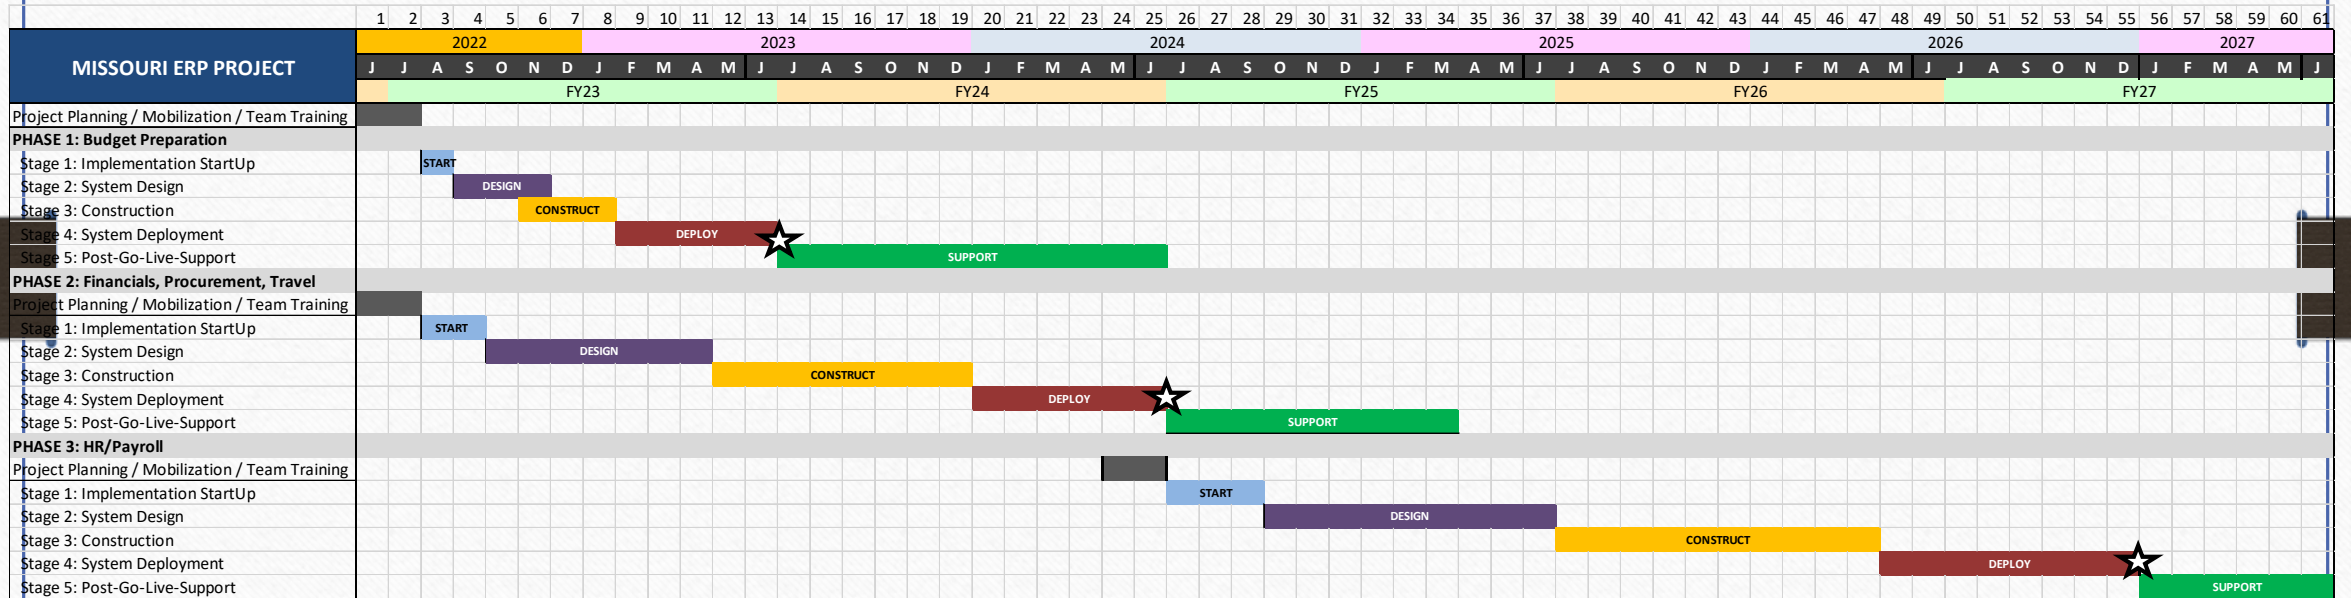 1 2 3 4 5 6 7 8 9 10 11 12 13 14 15 16 17 18 19 20 21 22 23 24 25 26 27 28 29 30 31 32 33 34 35 36 37 38 39 40 41 42 43 44 45 46 47 48 49 50 51 52 53 54 55 56 57 58 59 60 61
MISSOURI ERP PROJECT
2022 2023 2024 2025 2026 2027
J J A S O N D J F M A M J J A S O N D J F M A M J J A S O N D J F M A M J J A S O N D J F M A M J J A S O N D J F M A M J
FY23 FY24 FY25 FY26 FY27
Project Planning / Mobilization / Team Training
PHASE 1: Budget Preparation
Stage 1: Implementation StartUp START
Stage 2: System Design DESIGN
Stage 3: Construction CONSTRUCT
Stage 4: System Deployment DEPLOY
Stage 5: Post-Go-Live-Support SUPPORT
PHASE 2: Financials, Procurement, Travel
Project Planning / Mobilization / Team Training
Stage 1: Implementation StartUp START
Stage 2: System Design DESIGN
Stage 3: Construction CONSTRUCT
Stage 4: System Deployment DEPLOY
Stage 5: Post-Go-Live-Support SUPPORT
PHASE 3: HR/Payroll
Project Planning / Mobilization / Team Training
Stage 1: Implementation StartUp START
Stage 2: System Design DESIGN
Stage 3: Construction CONSTRUCT
Stage 4: System Deployment DEPLOY
Stage 5: Post-Go-Live-Support SUPPORT